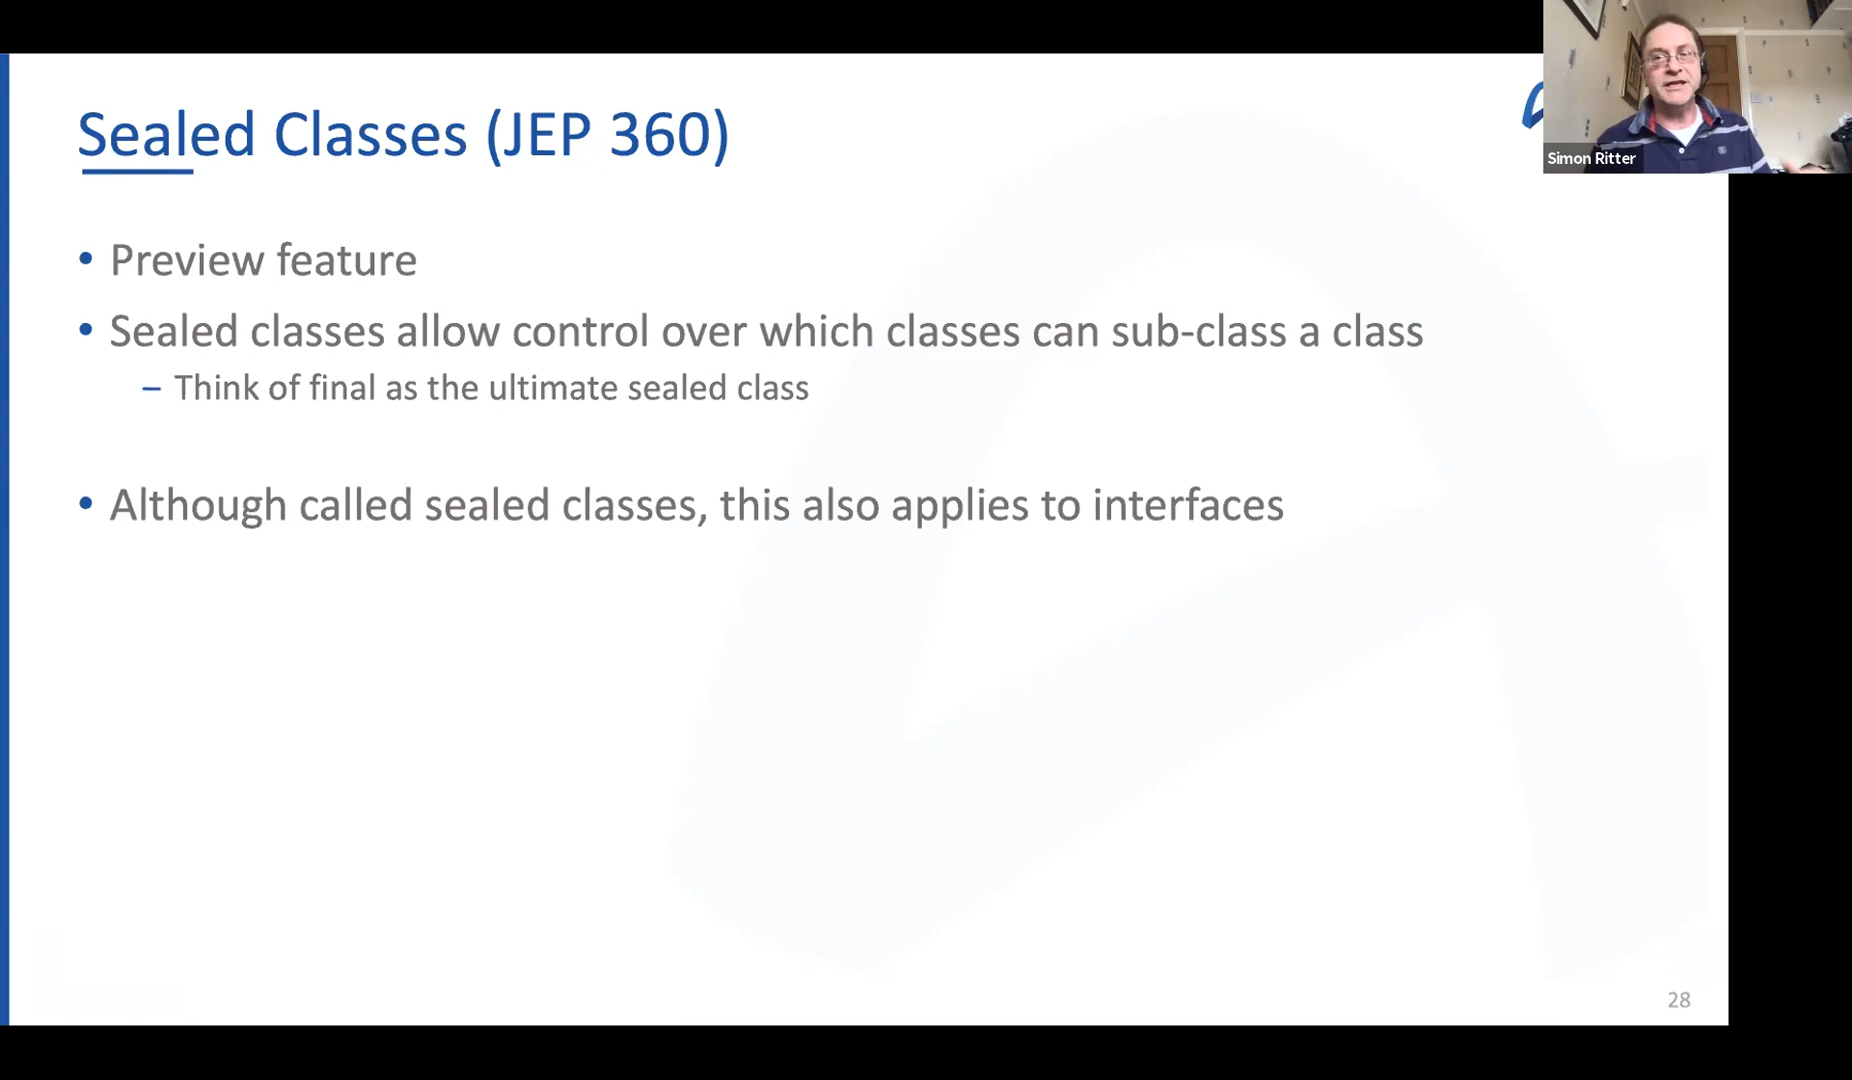 Sealed Classes (JEP 360)
Simon Ritter
• Preview feature
• Sealed classes allow control over which classes can sub-class a class
– Think of final as the ultimate sealed class
• Although called sealed classes, this also applies to interfaces
28